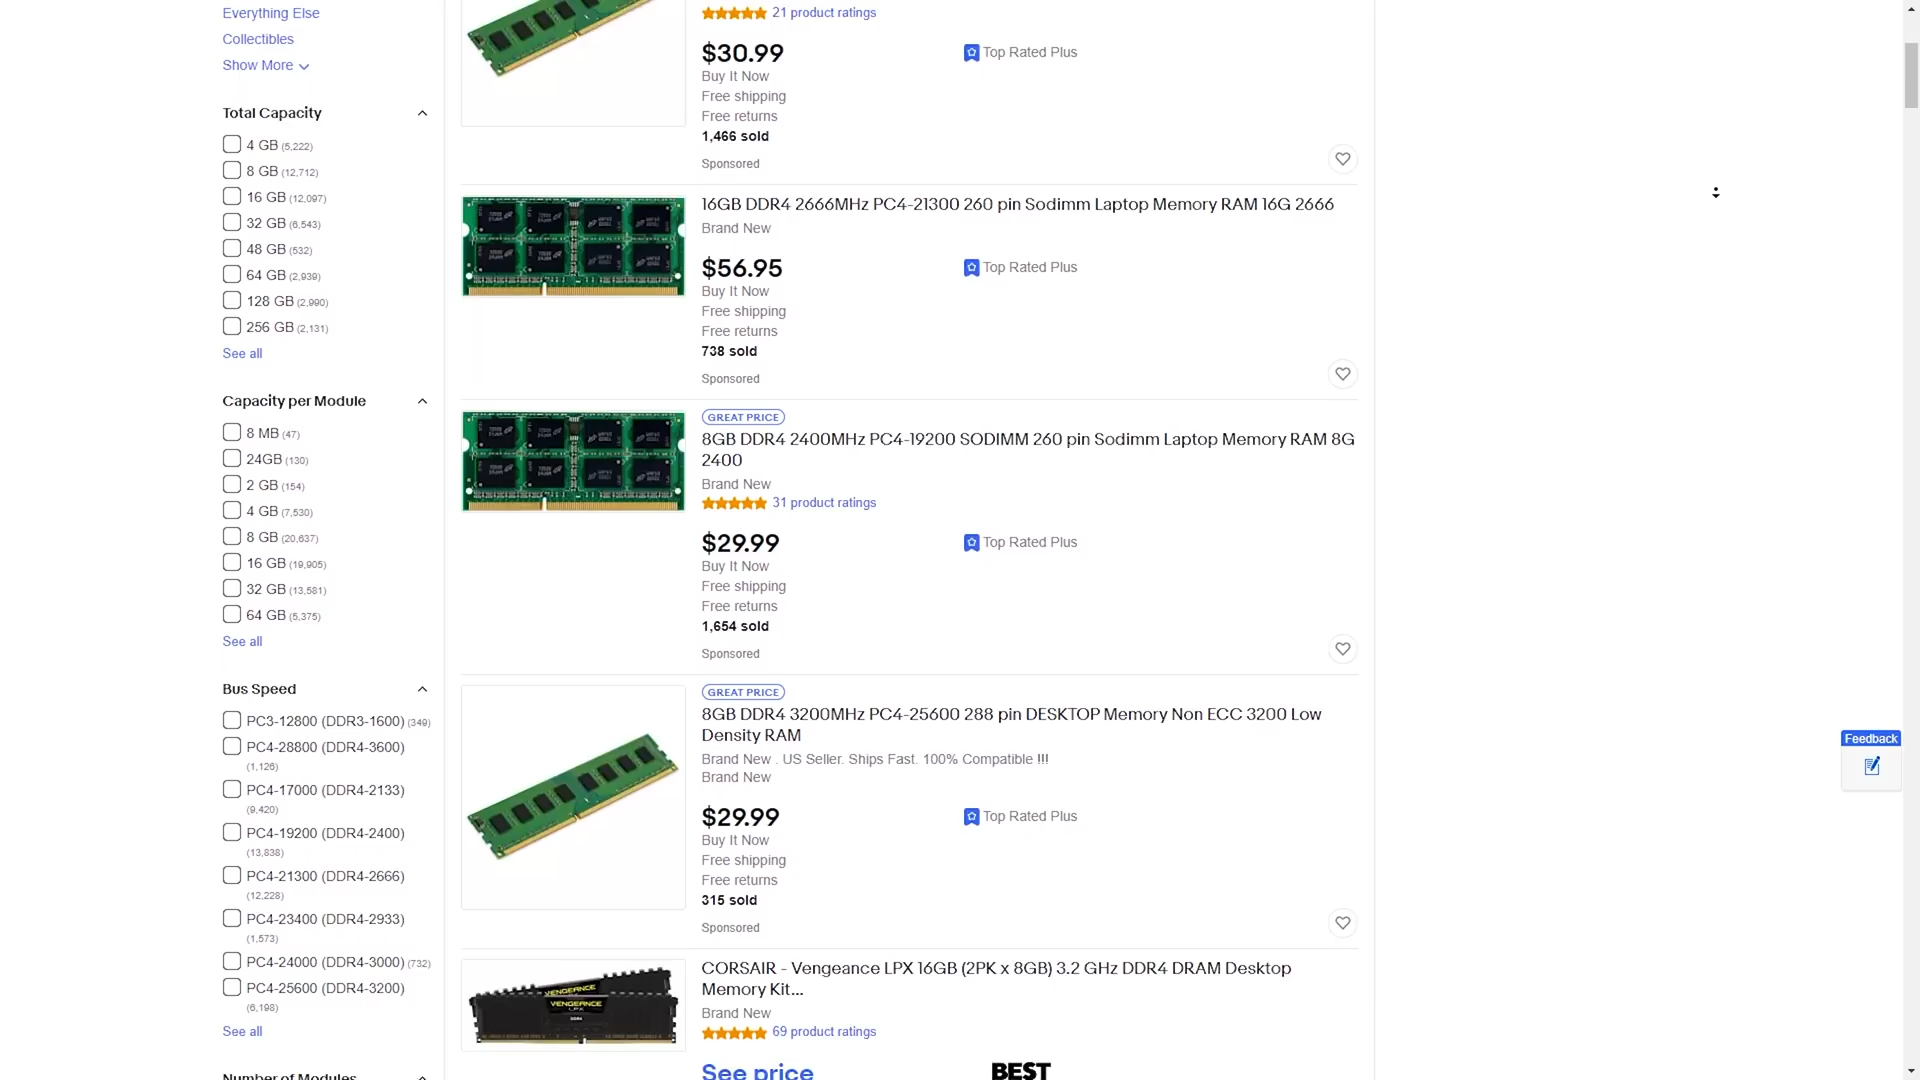 Everything Else
Collectibles
Show More
Total Capacity
4 GB (5,222)
8 GB (12,712)
16 GB (12,097)
32 GB (6,543)
48 GB (532)
64 GB (2,939)
128 GB (2,990)
256 GB (2,131)
See all
Capacity per Module
8 MB (47)
24GB (130)
2 GB (154)
4 GB (7,530)
8 GB (20,637)
16 GB (19,905)
32 GB (13,581)
64 GB (5,375)
See all
Bus Speed
PC3-12800 (DDR3-1600) (349)
PC4-28800 (DDR4-3600)
(1,126)
PC4-17000 (DDR4-2133)
(9,420)
PC4-19200 (DDR4-2400)
(13,838)
PC4-21300 (DDR4-2666)
(12,228)
PC4-23400 (DDR4-2933)
(1,573)
PC4-24000 (DDR4-3000) (732)
PC4-25600 (DDR4-3200)
(6,198)
See all
Number of Modules
21 product ratings
$30.99
Top Rated Plus
Buy It Now
Free shipping
Free returns
1,466 sold
Sponsored
16GB DDR4 2666MHz PC4-21300 260 pin Sodimm Laptop Memory RAM 16G 2666
Brand New
$56.95
Top Rated Plus
Buy It Now
Free shipping
Free returns
738 sold
Sponsored
GREAT PRICE
8GB DDR4 2400MHz PC4-19200 SODIMM 260 pin Sodimm Laptop Memory RAM 8G
2400
Brand New
31 product ratings
$29.99
Top Rated Plus
Buy It Now
Free shipping
Free returns
1,654 sold
Sponsored
GREAT PRICE
8GB DDR4 3200MHz PC4-25600 288 pin DESKTOP Memory Non ECC 3200 Low
Density RAM
Brand New . US Seller. Ships Fast. 100% Compatible !!!
Brand New
$29.99
Top Rated Plus
Buy It Now
Free shipping
Free returns
315 sold
Sponsored
VENGEANCE
VENGEANCE
LPX
CORSAIR - Vengeance LPX 16GB (2PK x 8GB) 3.2 GHz DDR4 DRAM Desktop
Memory Kit...
Brand New
69 product ratings
See price
BEST
Feedback